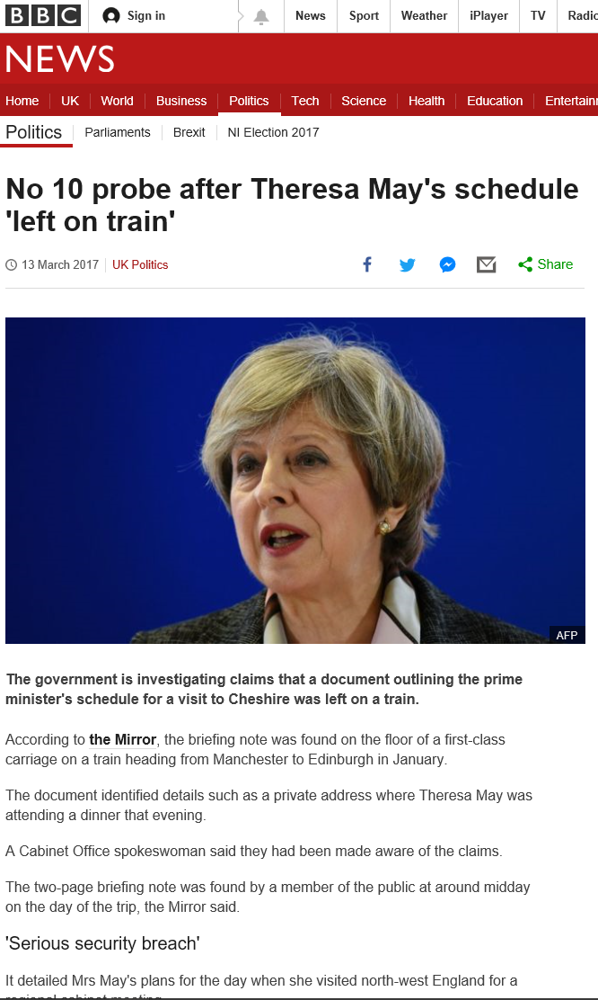 BBC Sign in News Sport Weather iPlayer TV Radio
NEWS
Home UK World Business Politics Tech Science Health Education Entertain
Politics Parliaments Brexit NI Election 2017
No 10 probe after Theresa May's schedule
'left on train'
13 March 2017 UK Politics Share
AFP
The government is investigating claims that a document outlining the prime
minister's schedule for a visit to Cheshire was left on a train.
According to the Mirror, the briefing note was found on the floor of a first-class
carriage on a train heading from Manchester to Edinburgh in January.
The document identified details such as a private address where Theresa May was
attending a dinner that evening.
A Cabinet Office spokeswoman said they had been made aware of the claims.
The two-page briefing note was found by a member of the public at around midday
on the day of the trip, the Mirror said.
'Serious security breach'
It detailed Mrs May's plans for the day when she visited north-west England for a
regional cabinet meeting.